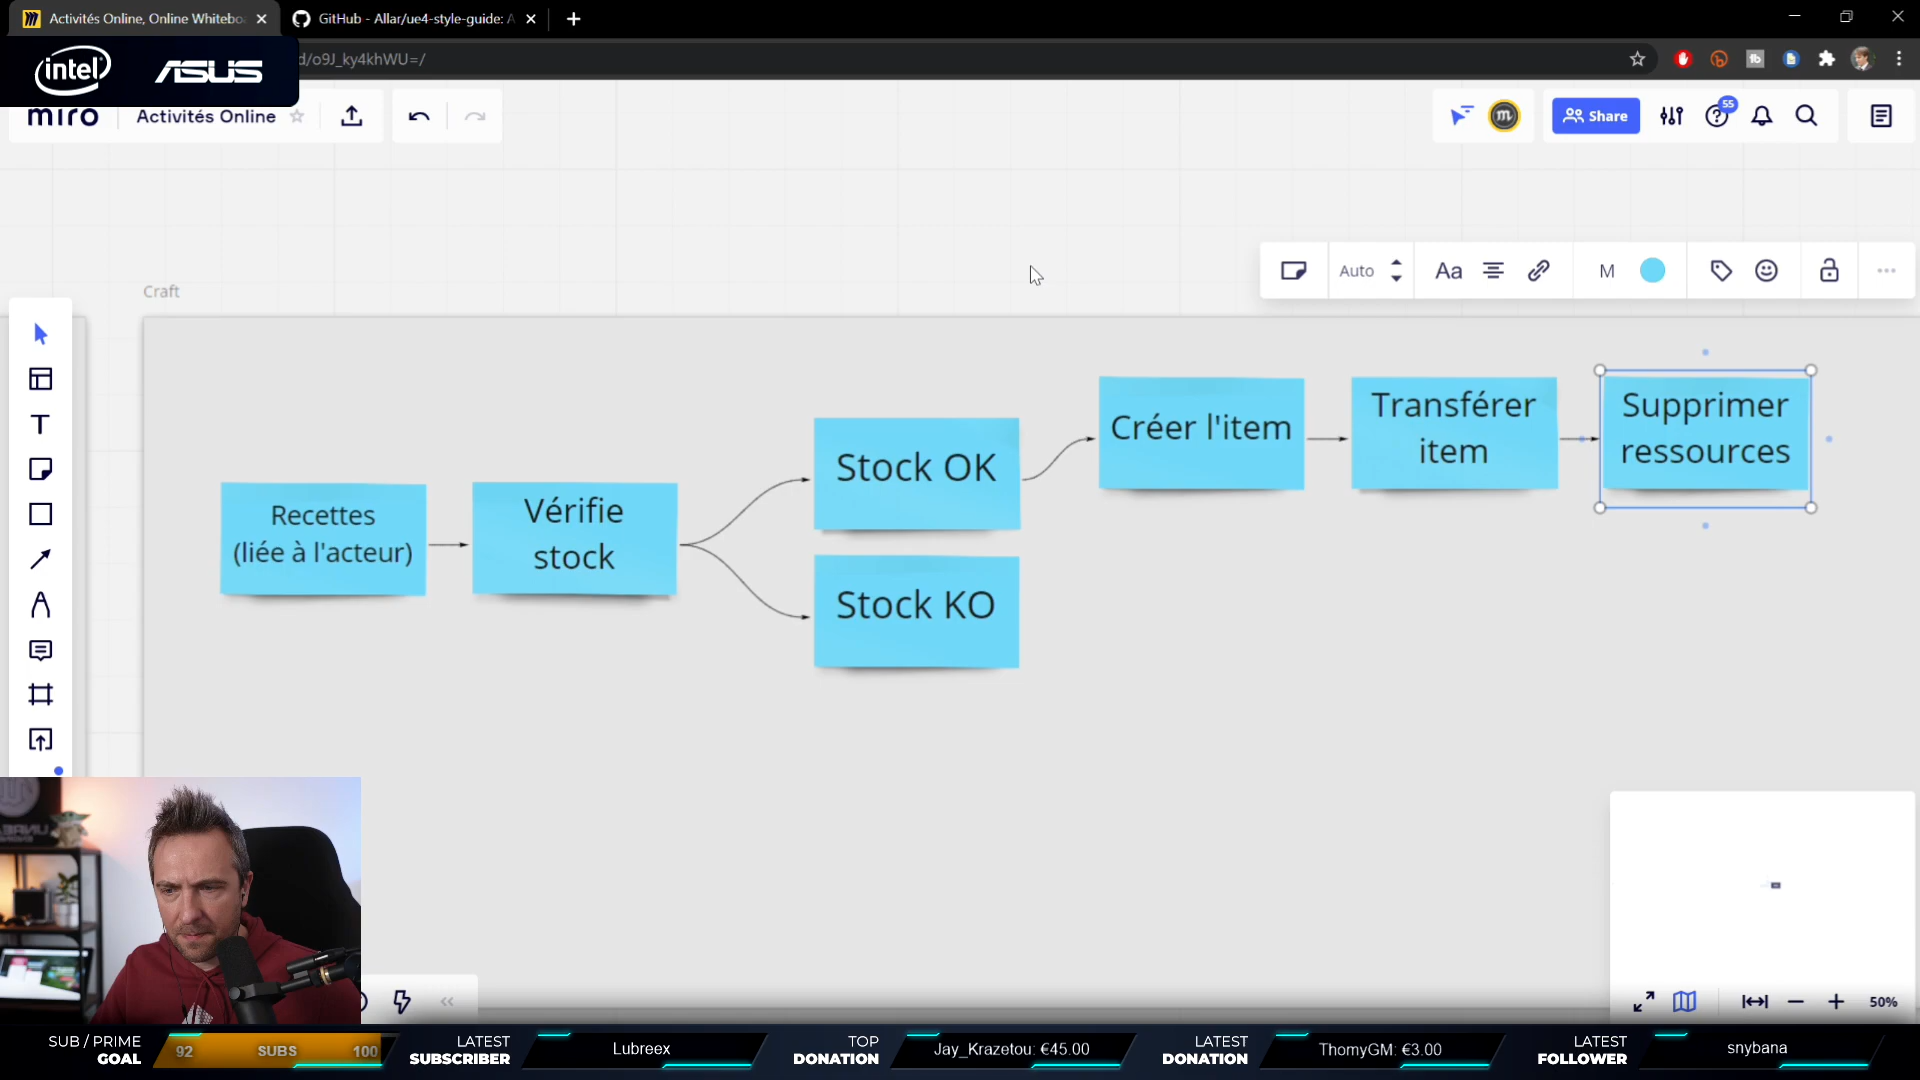 Activités Online, Online Whitebo
GitHub - Allar/ue4-style-guide: A
intel
ASUS
d/o9J_ky4khWU=/
miro
Activités Online
55
Share
Auto
Aa
M
Craft
Recettes
(liée à l'acteur)
Vérifie
stock
Stock OK
Stock KO
Créer l'item
Transférer
item
Supprimer
ressources
50%
SUB / PRIME
GOAL
92
SUBS
100
LATEST
SUBSCRIBER
Lubreex
TOP
DONATION
Jay_Krazetou: €45.00
LATEST
DONATION
ThomyGM: €3.00
LATEST
FOLLOWER
snybana